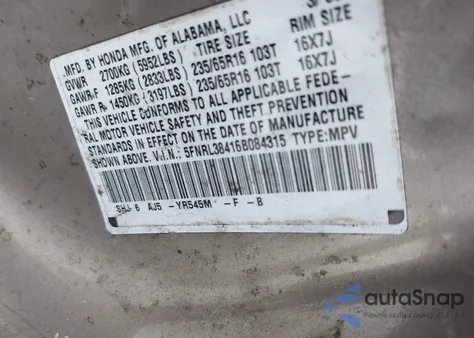 RIM SIZE
MFD. BY HONDA MFG. OF ALABAMA, LLC
GVWR 2700KG (5952LBS) TIRE SIZE 16X7J
GAWR F 1285KG (2833LBS) 235/65R16 103T 16X7J
GAWR R 1450KG (3197LBS) 235/65R16 103T
THIS VEHICLE CONFORMS TO ALL APPLICABLE FEDE-
RAL MOTOR VEHICLE SAFETY AND THEFT PREVENTION
STANDARDS IN EFFECT ON THE DATE OF MANUFACTURE
SHOWN ABOVE. V.I.N.: 5FNRL38416B084315 TYPE:MPV
SHJ 6 AJ5 -YR545M -F -B
autoSnap